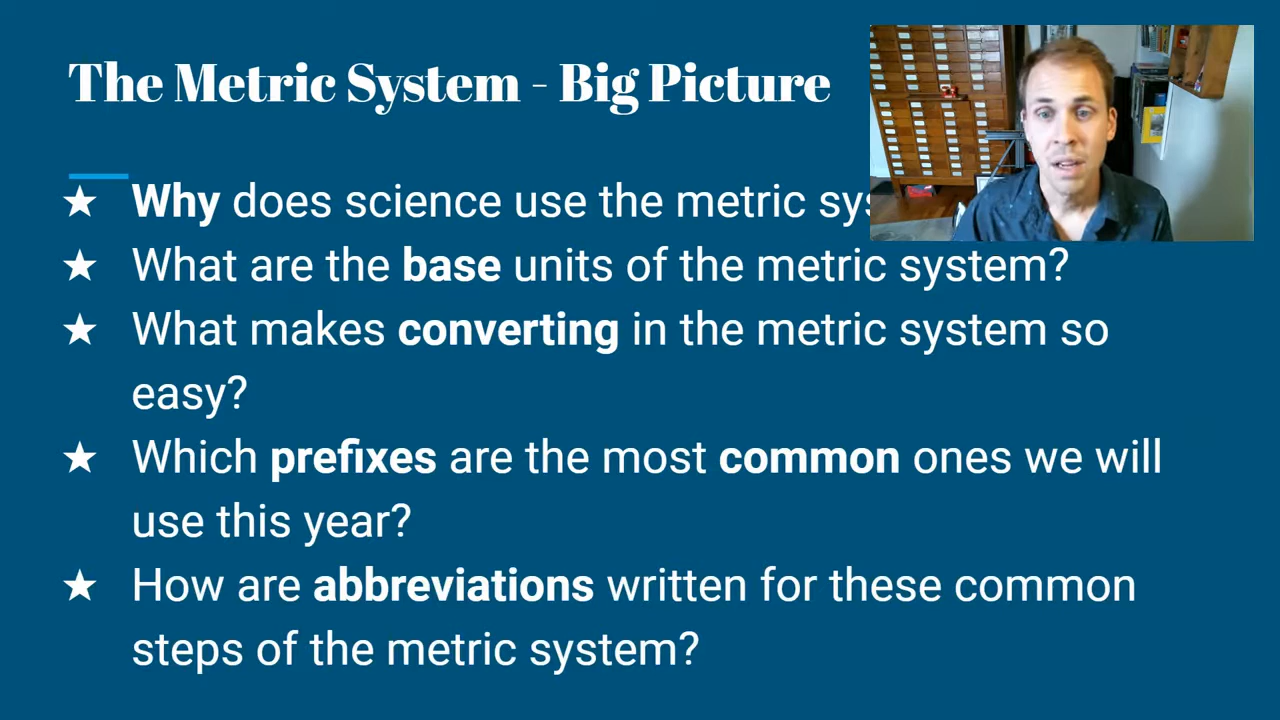 The Metric System - Big Picture
★ Why does science use the metric
★ What are the base units of the metric system?
★ What makes converting in the metric system so
easy?
★ Which prefixes are the most common ones we will
use this year?
★ How are abbreviations written for these common
steps of the metric system?